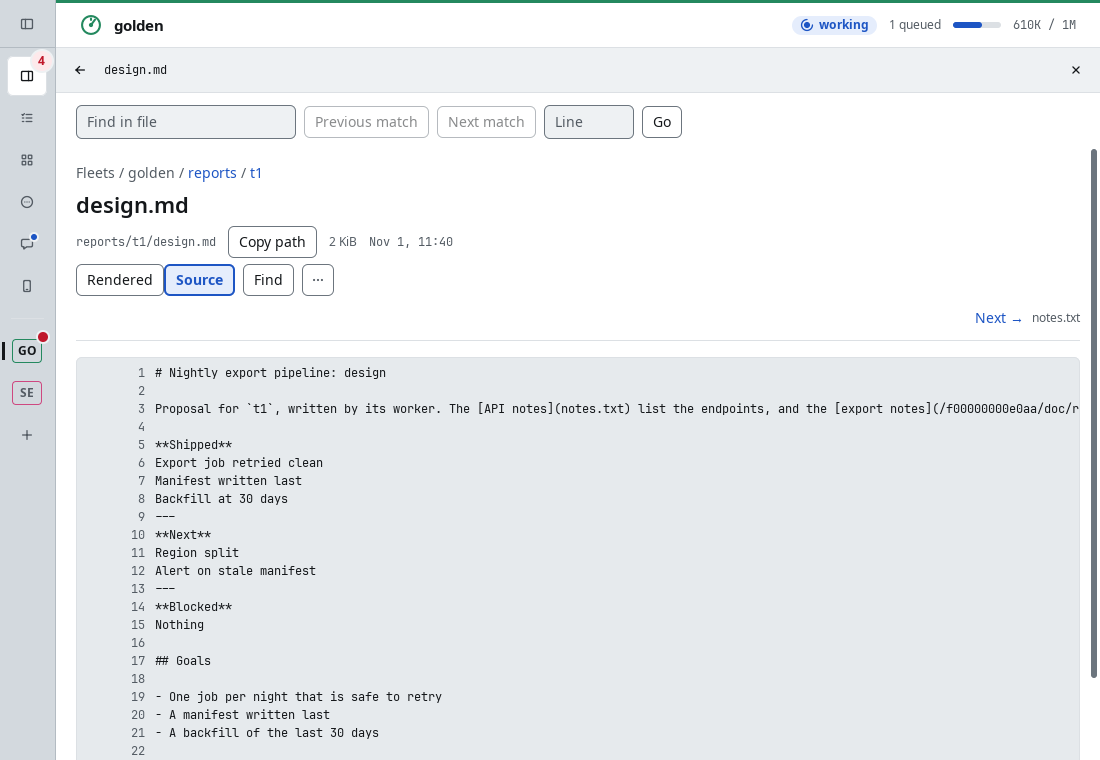 golden
working
1 queued
610K / 1M
4
design.md
Find in file
Previous match
Next match
Line
Go
Fleets / golden / reports / t1
design.md
reports/t1/design.md
Copy path
2 KiB
Nov 1, 11:40
Rendered
Source
Find
...
Next → notes.txt
GO
SE
1 # Nightly export pipeline: design
2
3 Proposal for `t1`, written by its worker. The [API notes](notes.txt) list the endpoints, and the [export notes](/f00000000e0aa/doc/r
4
5 **Shipped**
6 Export job retried clean
7 Manifest written last
8 Backfill at 30 days
9 ---
10 **Next**
11 Region split
12 Alert on stale manifest
13 ---
14 **Blocked**
15 Nothing
16
17 ## Goals
18
19 - One job per night that is safe to retry
20 - A manifest written last
21 - A backfill of the last 30 days
22